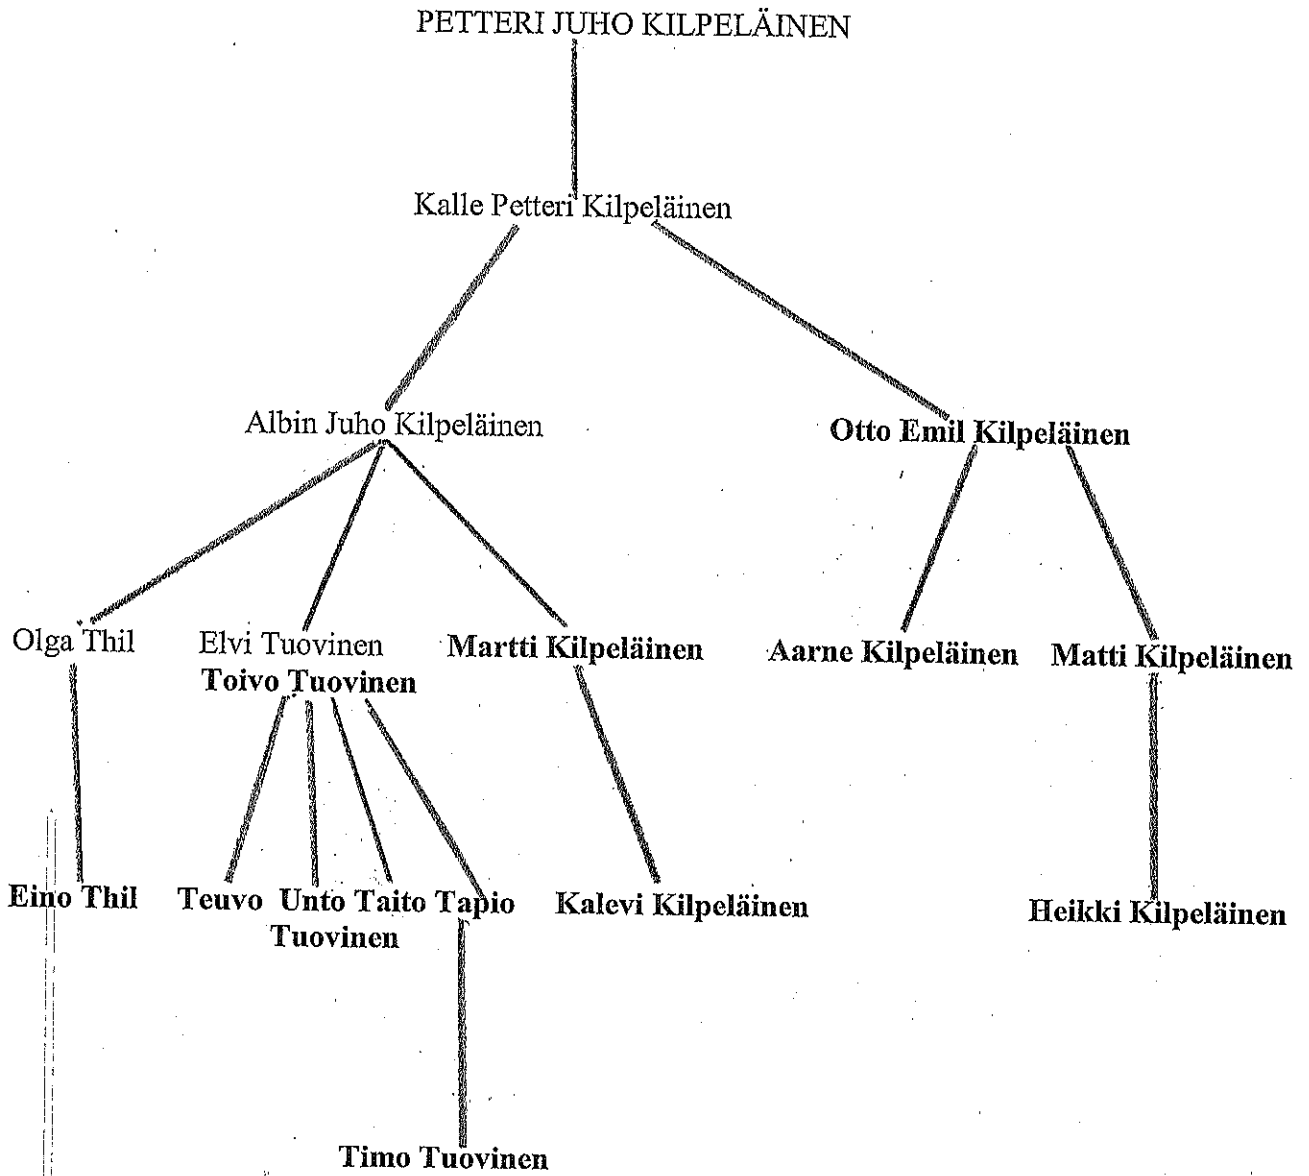 PETTERI JUHO KILPELÄINEN
Kalle Petteri Kilpeläinen
Albin Juho Kilpeläinen
Otto Emil Kilpeläinen
Olga Thil
Elvi Tuovinen
Toivo Tuovinen
Martti Kilpeläinen
Aarne Kilpeläinen
Matti Kilpeläinen
Eino Thil
Teuvo Unto Taito Tapio
Tuovinen
Kalevi Kilpeläinen
Heikki Kilpeläinen
Timo Tuovinen